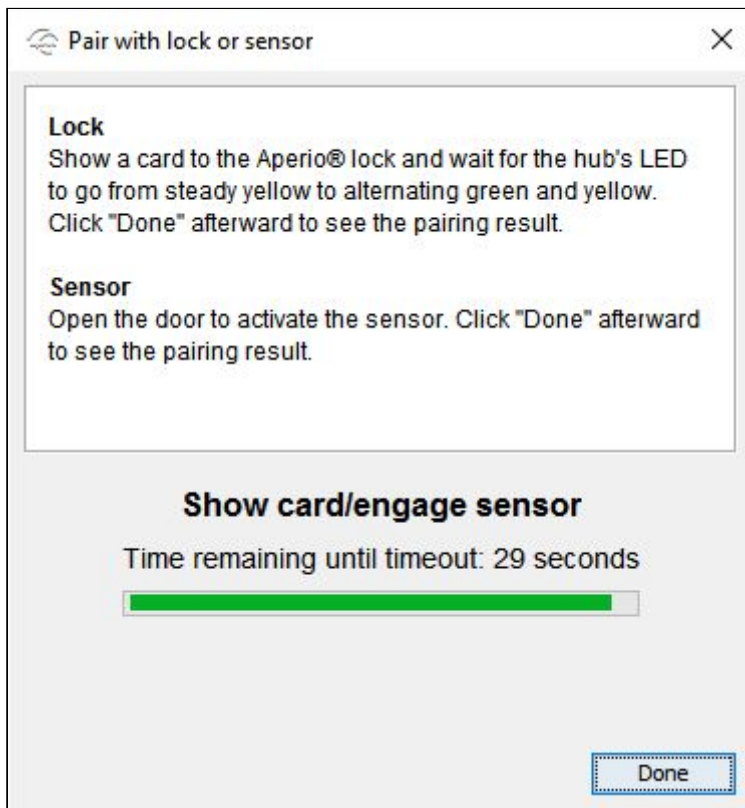 Pair with lock or sensor
Lock
Show a card to the Aperio® lock and wait for the hub's LED
to go from steady yellow to alternating green and yellow.
Click "Done" afterward to see the pairing result.
Sensor
Open the door to activate the sensor. Click "Done" afterward
to see the pairing result.
Show card/engage sensor
Time remaining until timeout: 29 seconds
Done